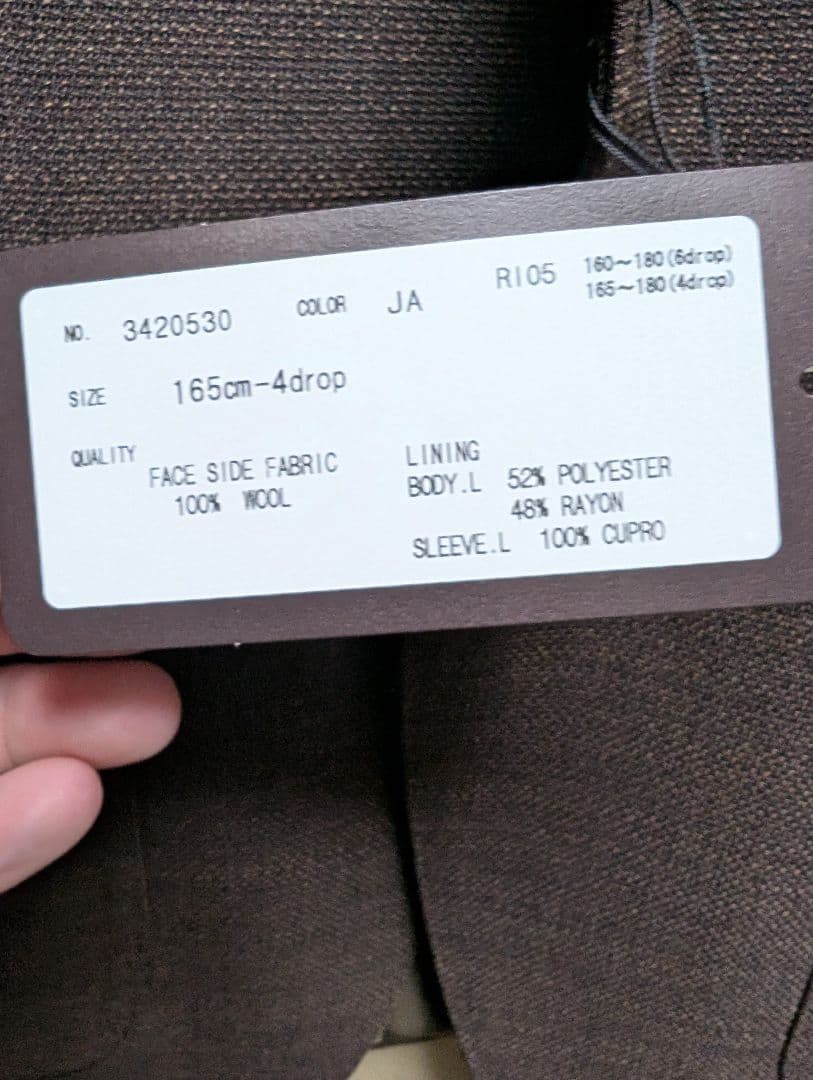 NO. 3420530 COLOR JA RI05 160~180(6drop)
165~180(4drop)
SIZE 165cm-4drop
QUALITY
FACE SIDE FABRIC
100% WOOL
LINING
BODY.L 52% POLYESTER
48% RAYON
SLEEVE.L 100% CUPRO